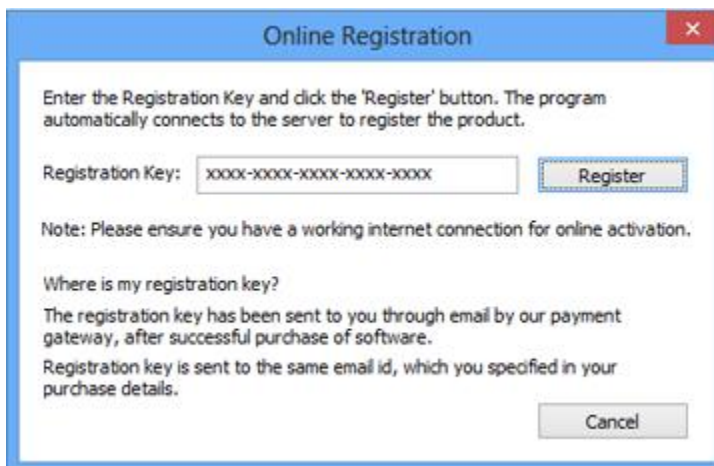 Online Registration
Enter the Registration Key and click the 'Register' button. The program
automatically connects to the server to register the product.
Registration Key: xxxx-xxxx-xxxx-xxxx-xxxx Register
Note: Please ensure you have a working internet connection for online activation.
Where is my registration key?
The registration key has been sent to you through email by our payment
gateway, after successful purchase of software.
Registration key is sent to the same email id, which you specified in your
purchase details.
Cancel